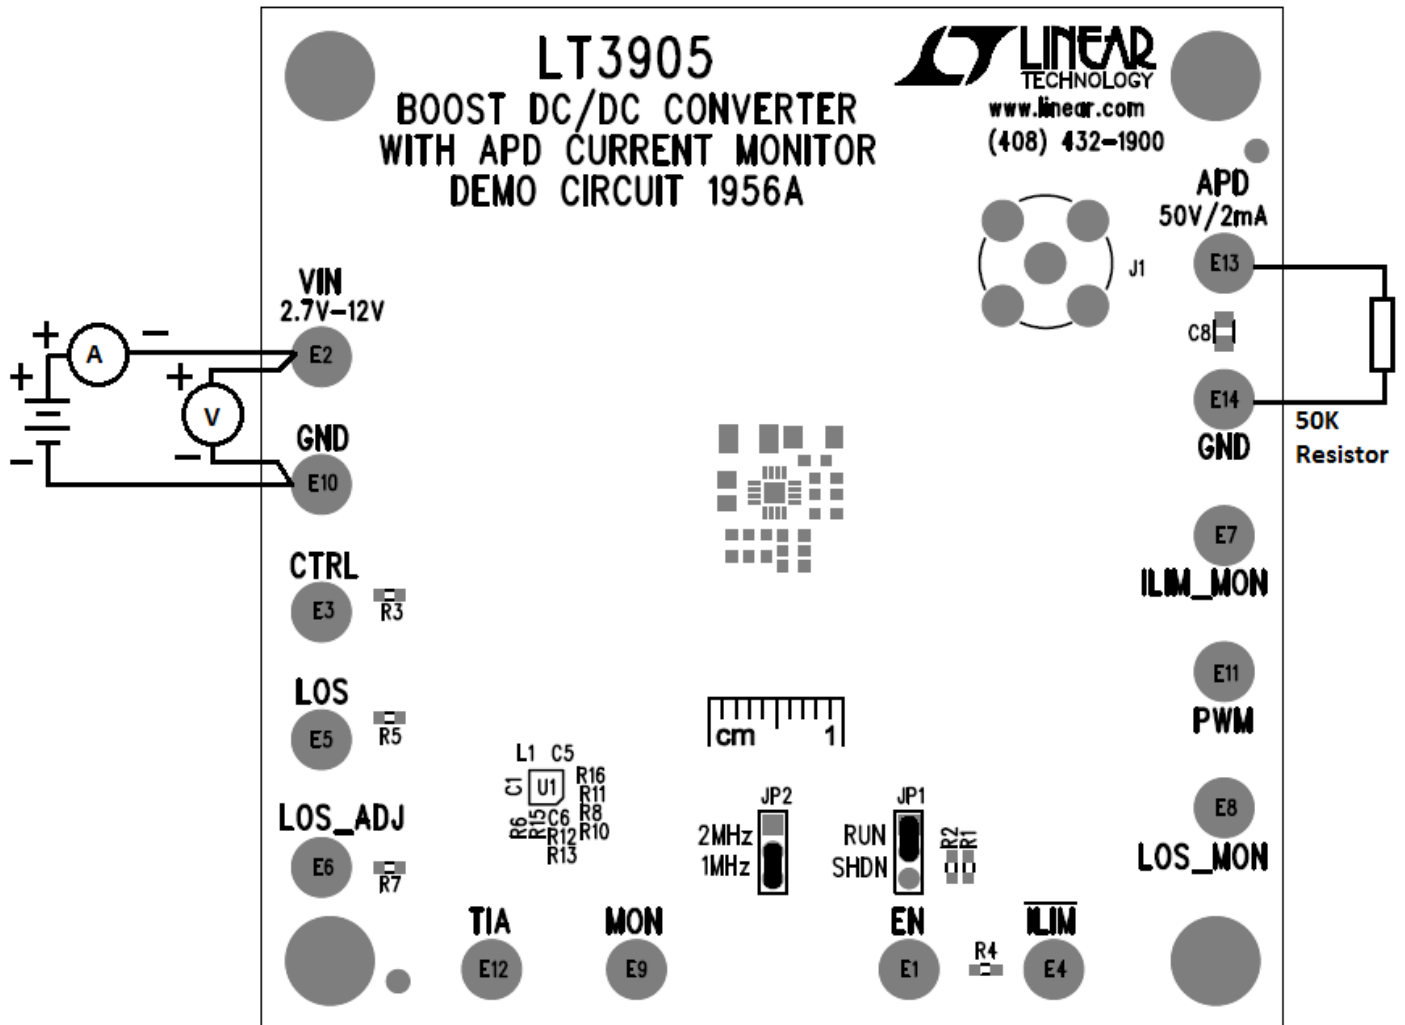 LT3905
BOOST DC/DC CONVERTER
WITH APD CURRENT MONITOR
DEMO CIRCUIT 1956A
LINEAR
TECHNOLOGY
www.linear.com
(408) 432-1900
APD
50V/2mA
E13
J1
C8
E14
GND
50K
Resistor
VIN
2.7V-12V
+
A
-
E2
+
+
V
-
-
GND
E10
CTRL
E3
R3
LOS
E5
R5
LOS_ADJ
E6
R7
E7
ILIM_MON
E11
PWM
E8
LOS_MON
cm 1
L1 C5
C1
U1
R16
R11
R8
R10
R6
R15
C6
R12
R13
JP2
2MHz
1MHz
JP1
RUN
SHDN
R2
R1
TIA
E12
MON
E9
EN
E1
R4
ILIM
E4